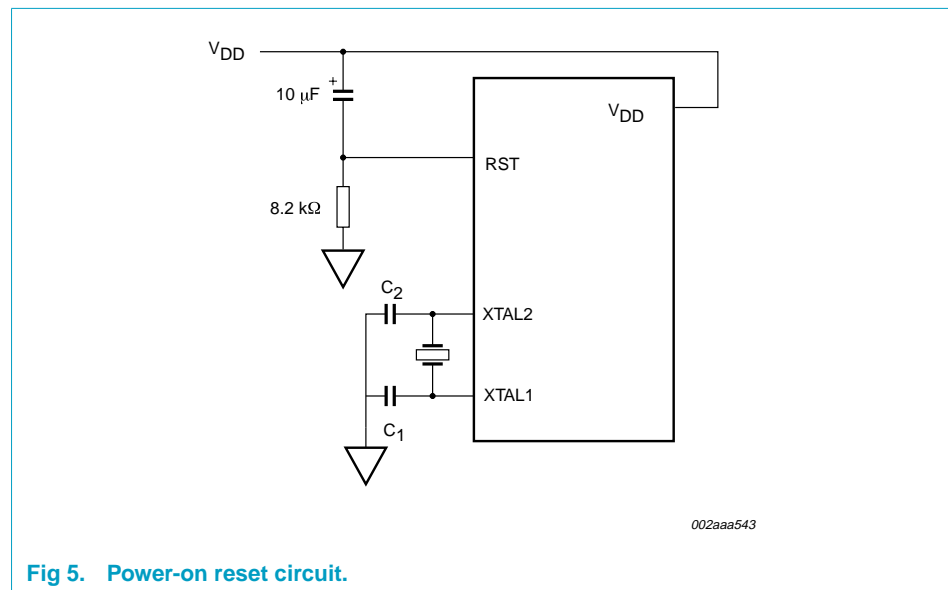 VDD
10 μF
VDD
RST
8.2 kΩ
C2
XTAL2
XTAL1
C1
002aaa543
Fig 5. Power-on reset circuit.